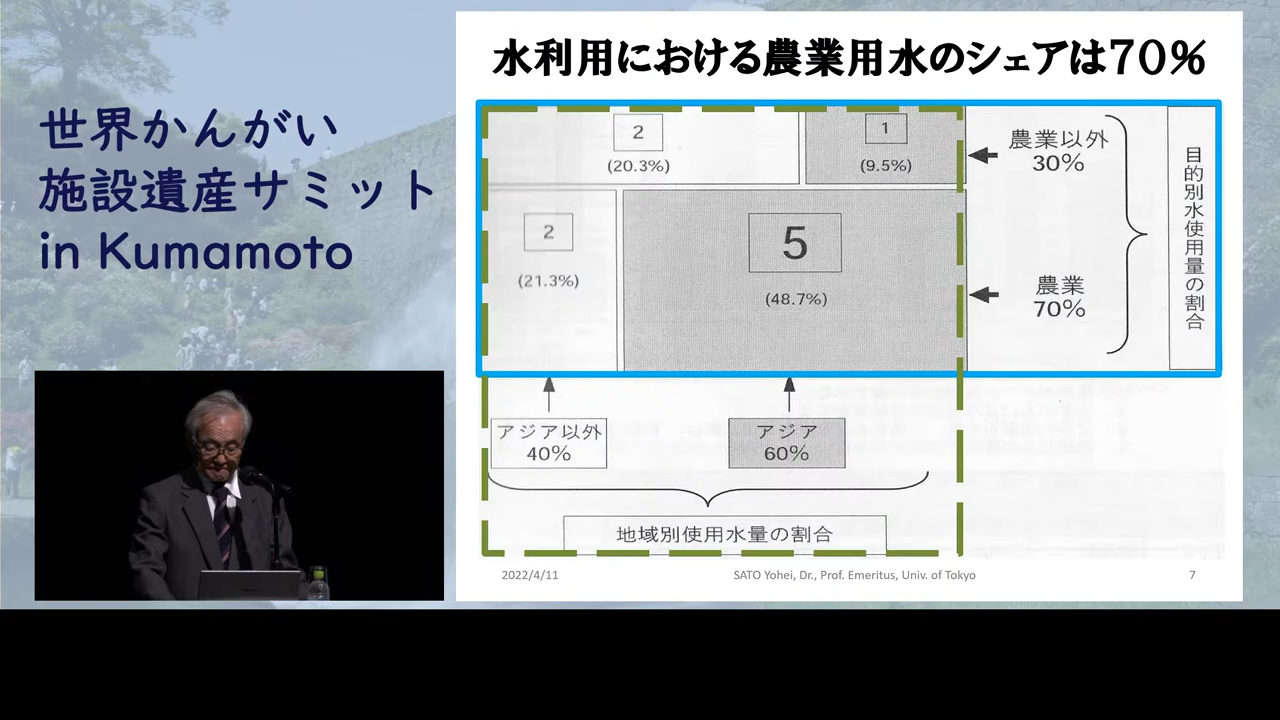 世界かんがい
施設遺産サミット
in Kumamoto
水利用における農業用水のシェアは70%
2
(20.3%)
1
(9.5%)
農業以外
30%
2
(21.3%)
5
(48.7%)
農業
70%
目的別水使用量の割合
アジア以外
40%
アジア
60%
地域別使用水量の割合
2022/4/11
SATO Yohei, Dr., Prof. Emeritus, Univ. of Tokyo
7